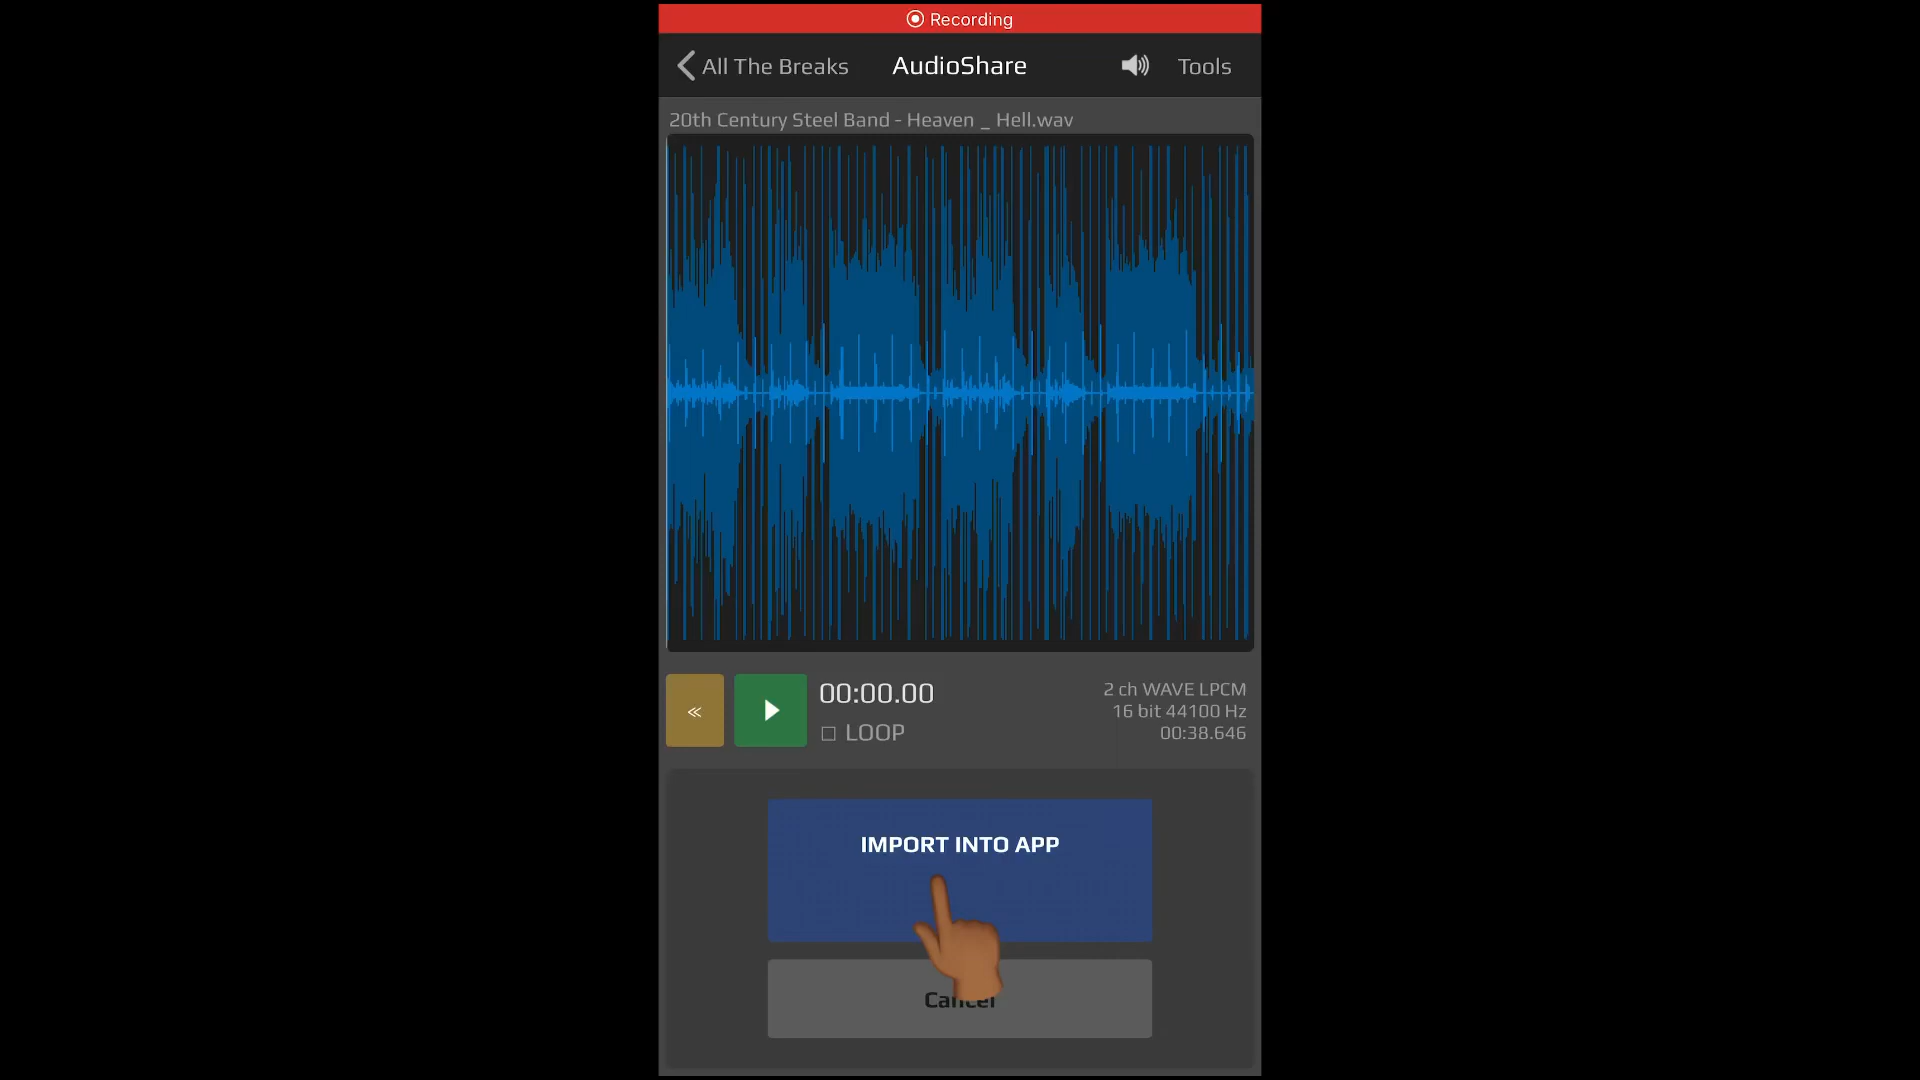 Recording
All The Breaks
AudioShare
Tools
20th Century Steel Band - Heaven _ Hell.wav
00:00.00
LOOP
2 ch WAVE LPCM
16 bit 44100 Hz
00:38.646
IMPORT INTO APP
Cancel